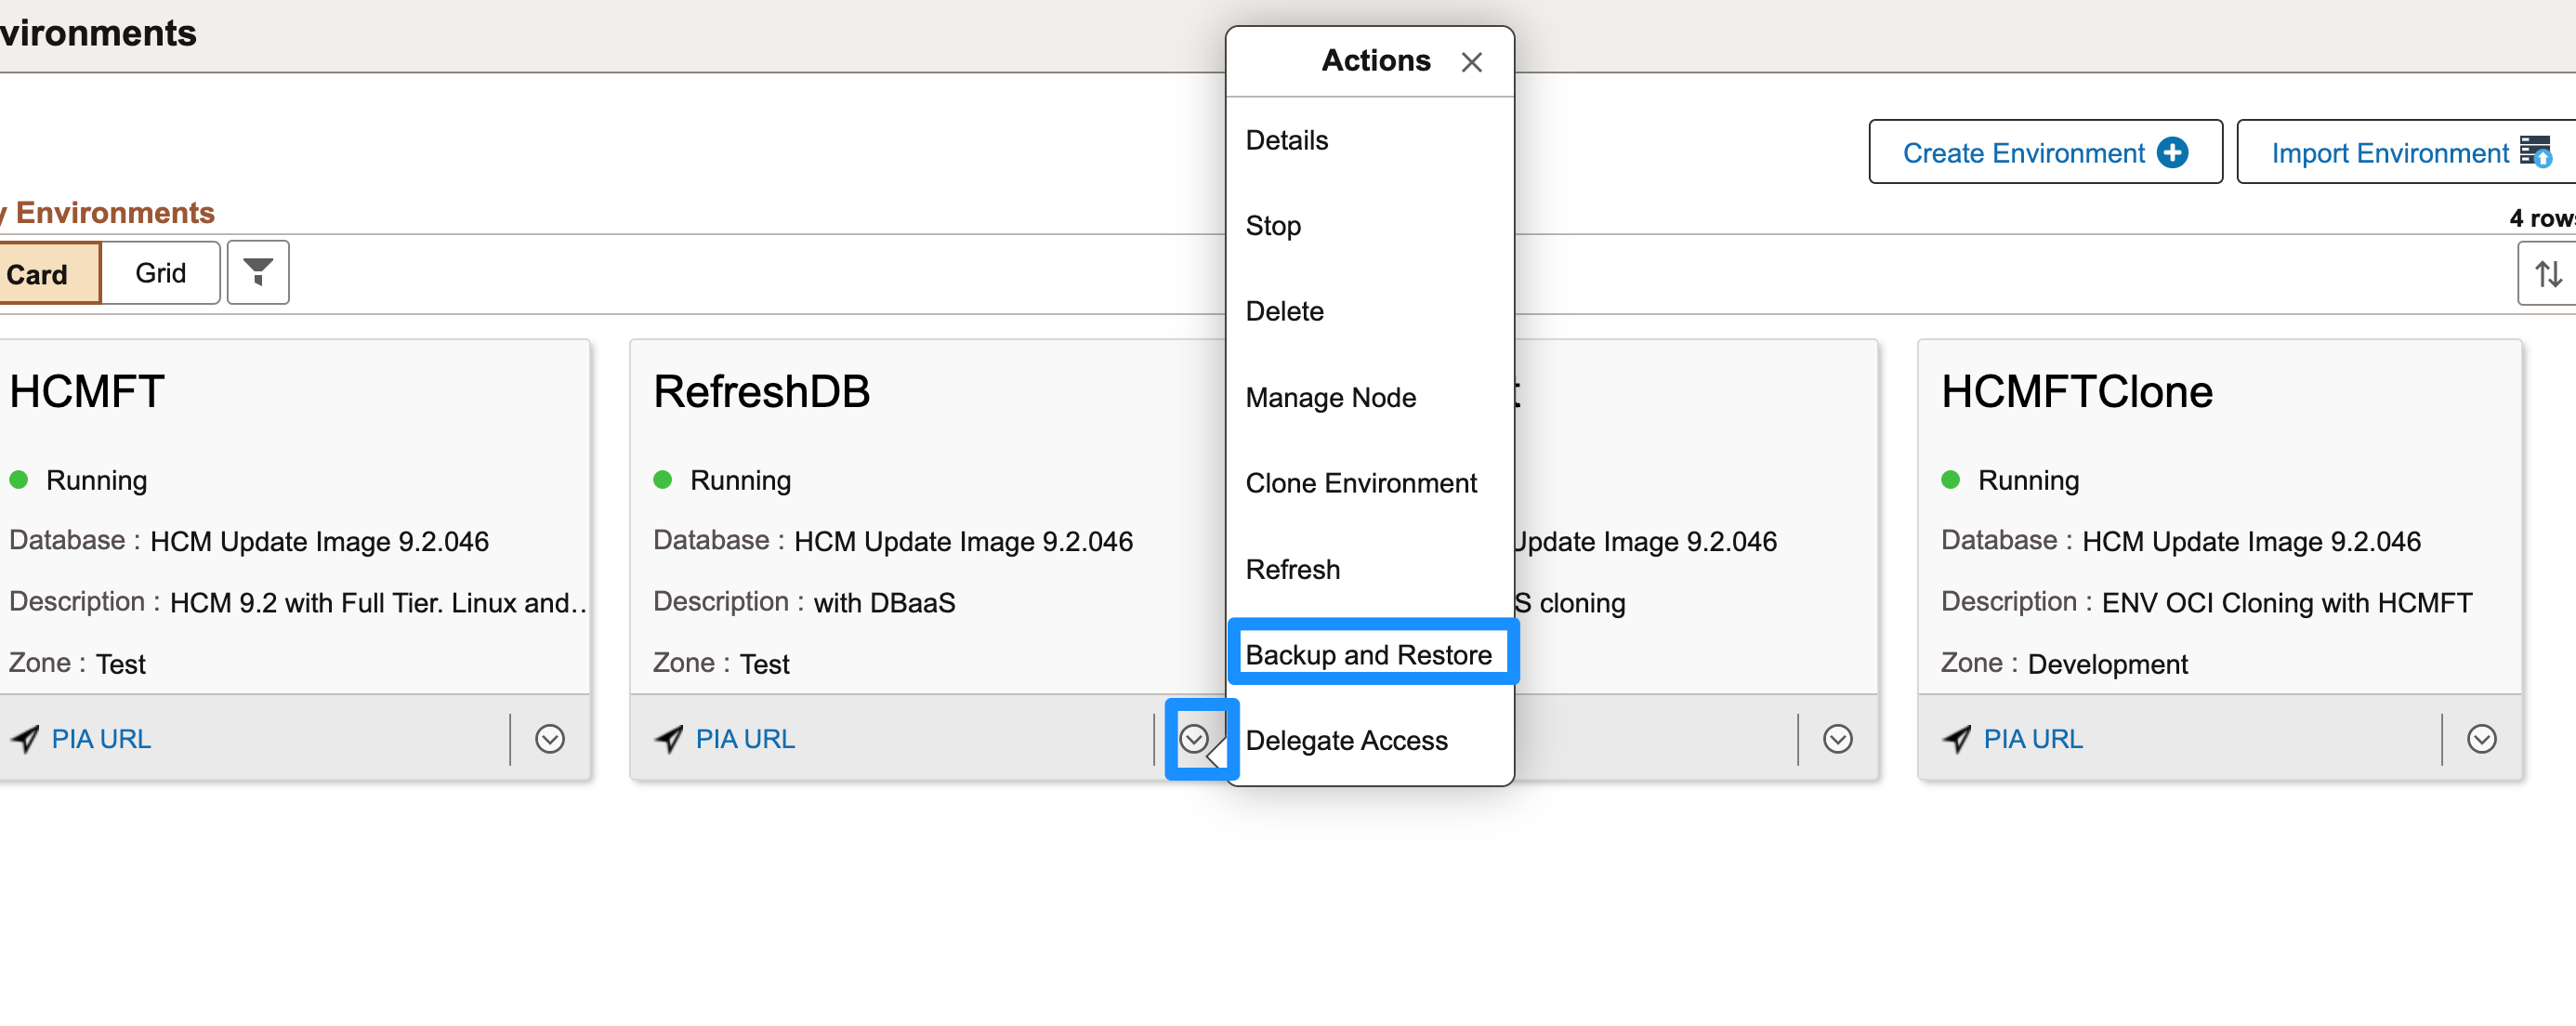 vironments
Actions
Details
Stop
Delete
Manage Node
Clone Environment
Refresh
Backup and Restore
Delegate Access
Create Environment
Import Environment
y Environments
4 rows
Card
Grid
HCMFT
Running
Database : HCM Update Image 9.2.046
Description : HCM 9.2 with Full Tier. Linux and...
Zone : Test
PIA URL
RefreshDB
Running
Database : HCM Update Image 9.2.046
Description : with DBaaS
Zone : Test
PIA URL
t
Update Image 9.2.046
S cloning
HCMFTClone
Running
Database : HCM Update Image 9.2.046
Description : ENV OCI Cloning with HCMFT
Zone : Development
PIA URL